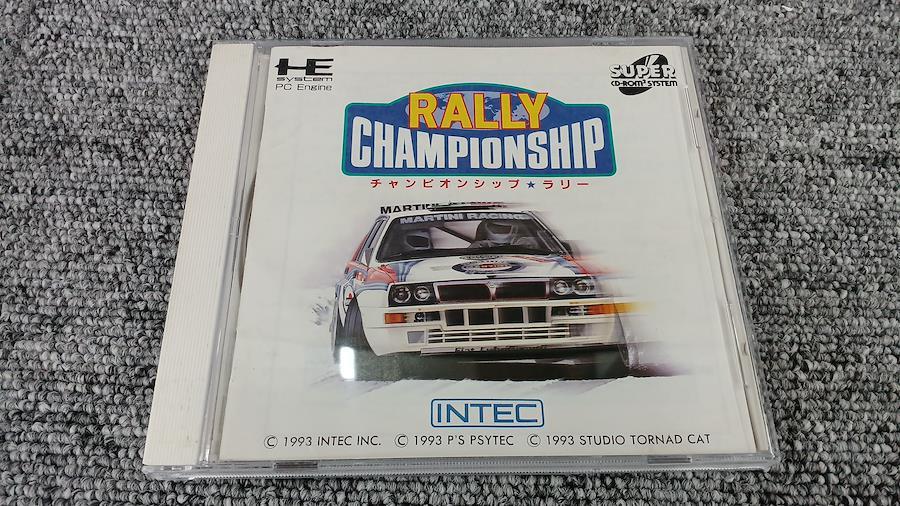 HE
system
PC Engine
SUPER
CD-ROM² SYSTEM
RALLY
CHAMPIONSHIP
チャンピオンシップ★ラリー
MARTINI
MARTINI RACING
INTEC
© 1993 INTEC INC. © 1993 P'S PSYTEC © 1993 STUDIO TORNAD CAT